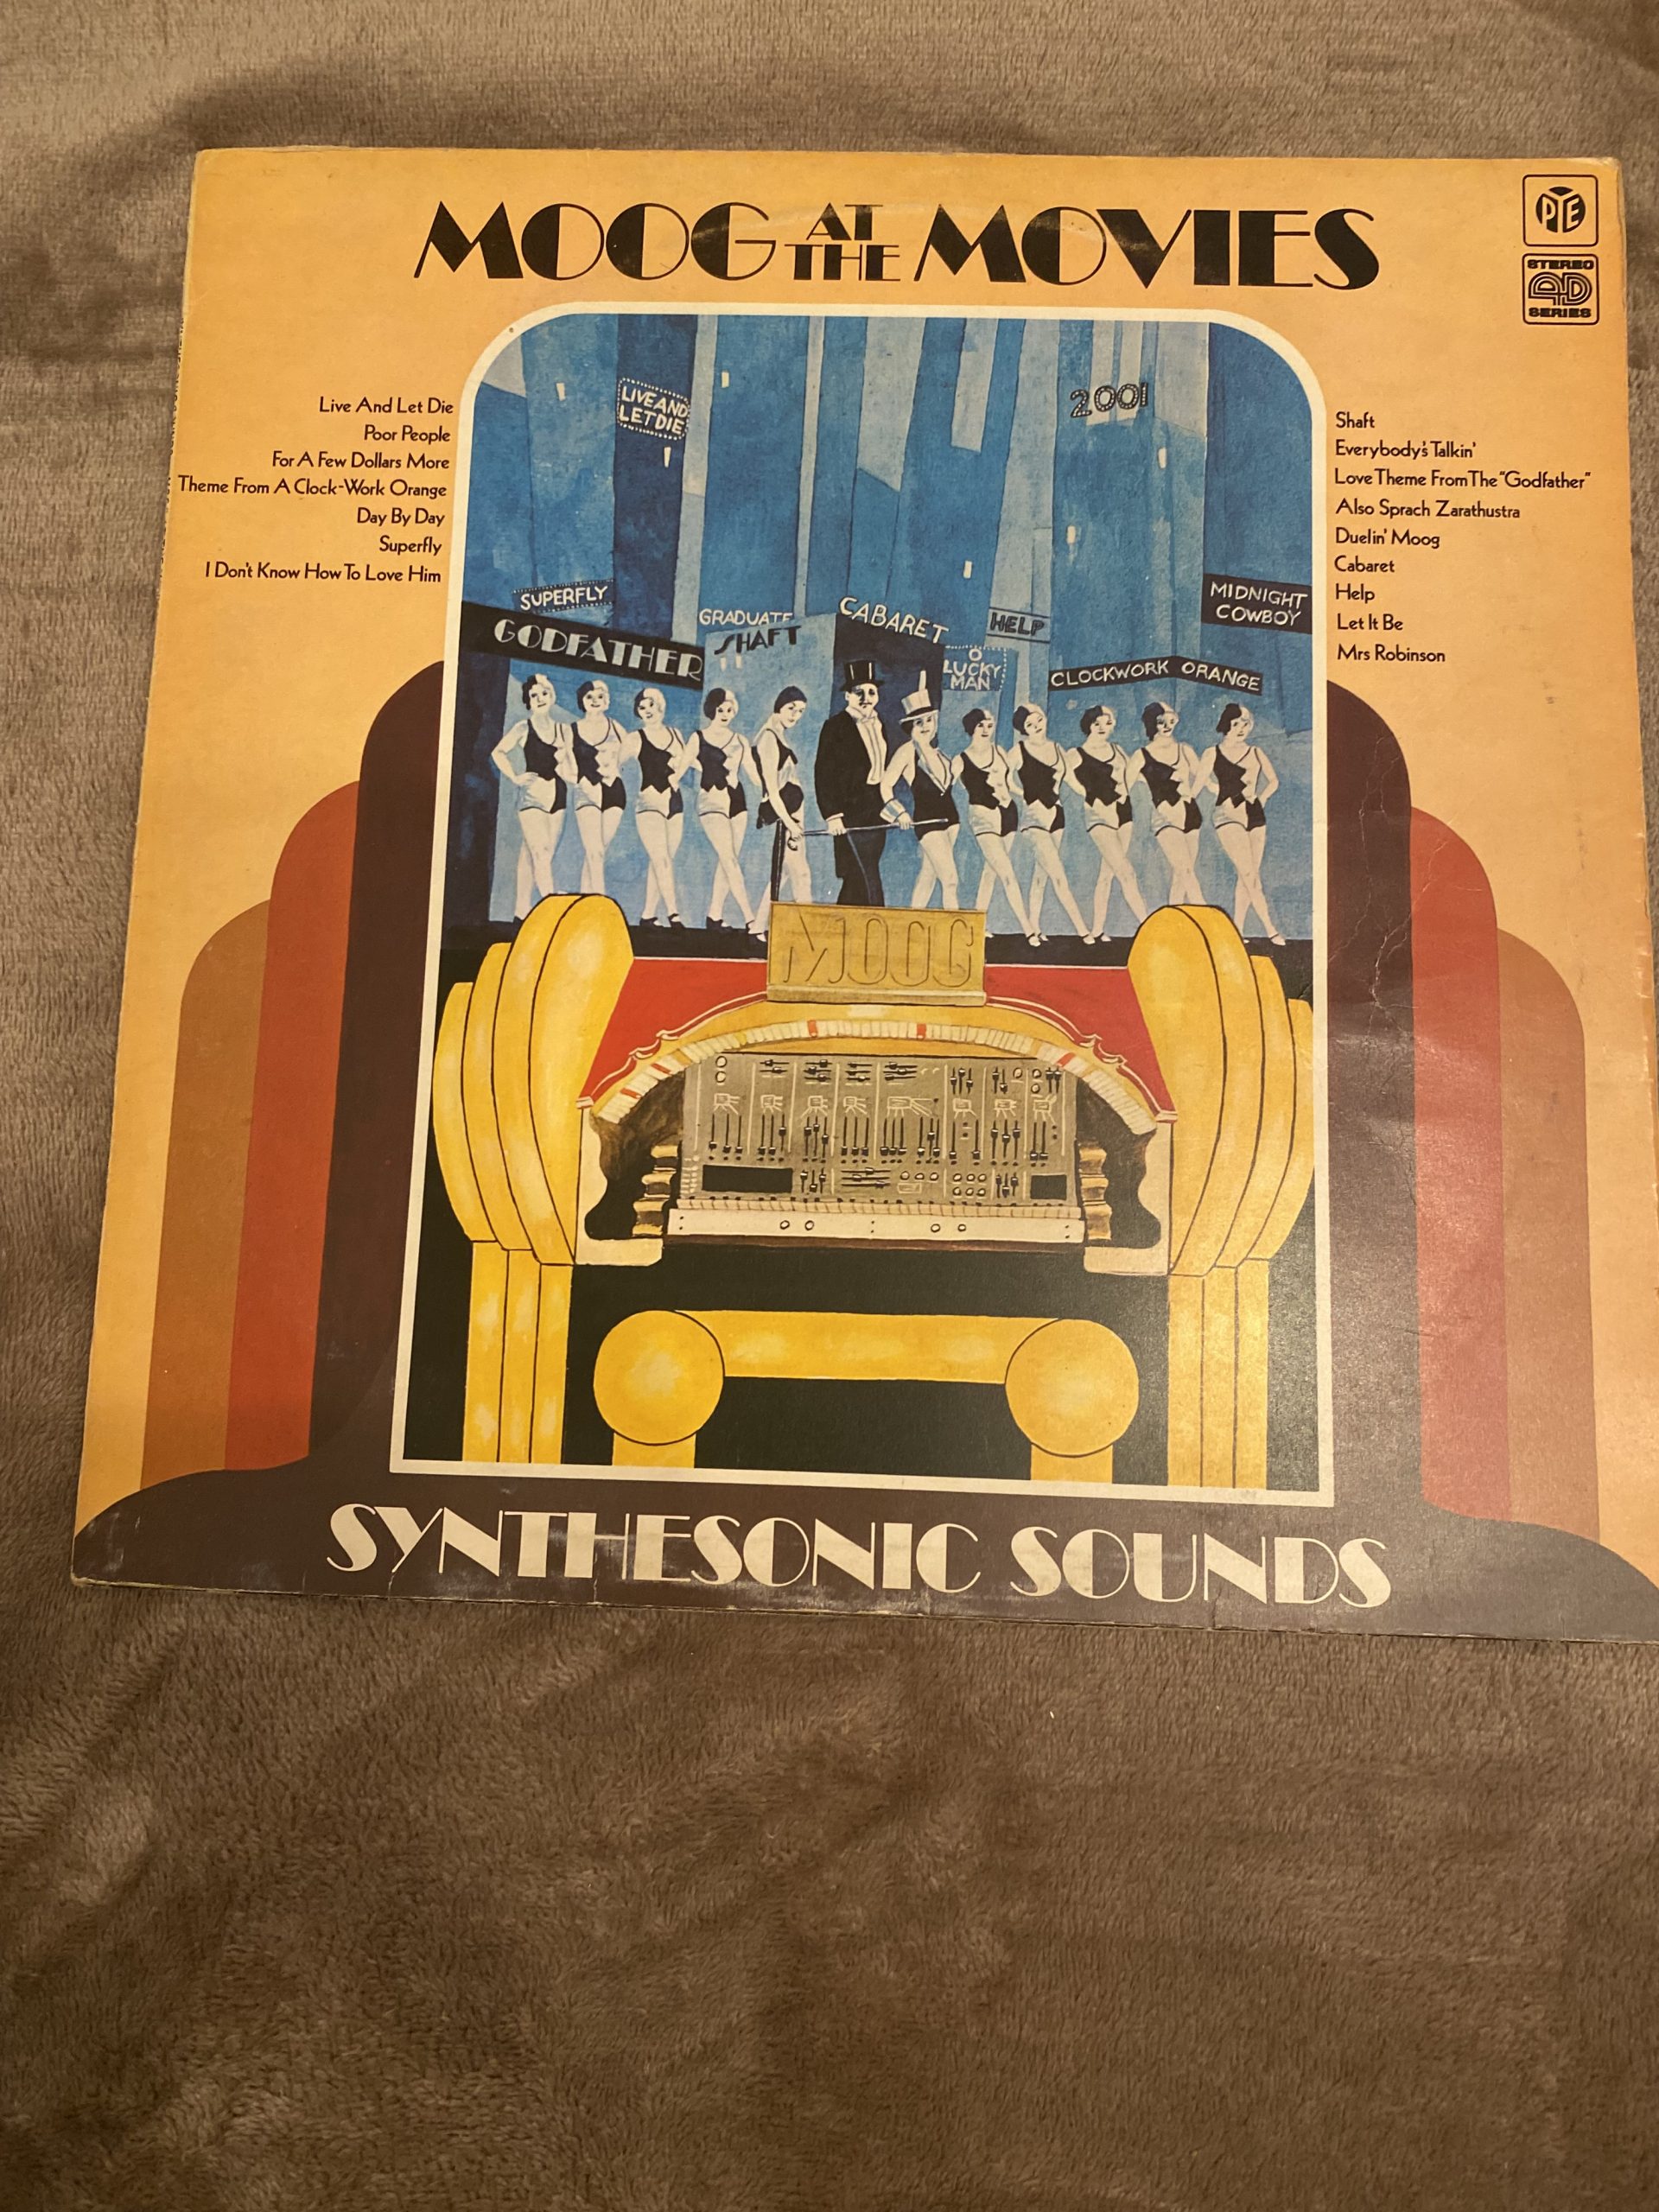 MOOG AT THE MOVIES
PYE
STEREO
4D
SERIES
Live And Let Die
Poor People
For A Few Dollars More
Theme From A Clock-Work Orange
Day By Day
Superfly
I Don't Know How To Love Him
Shaft
Everybody's Talkin'
Love Theme From The "Godfather"
Also Sprach Zarathustra
Duelin' Moog
Cabaret
Help
Let It Be
Mrs Robinson
LIVE AND
LET DIE
2001
SUPERFLY
GODFATHER
GRADUATE
SHAFT
CABARET
HELP
O
LUCKY
MAN
MIDNIGHT
COWBOY
CLOCKWORK ORANGE
MOOG
SYNTHESONIC SOUNDS